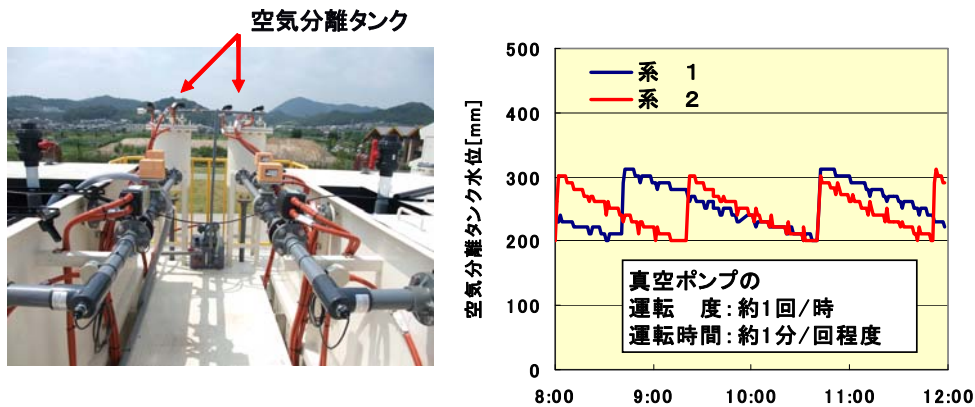 空気分離タンク
空気分離タンク水位[mm]
500
400
300
200
100
0
系 1
系 2
真空ポンプの
運転 度:約1回/時
運転時間:約1分/回程度
8:00 9:00 10:00 11:00 12:00